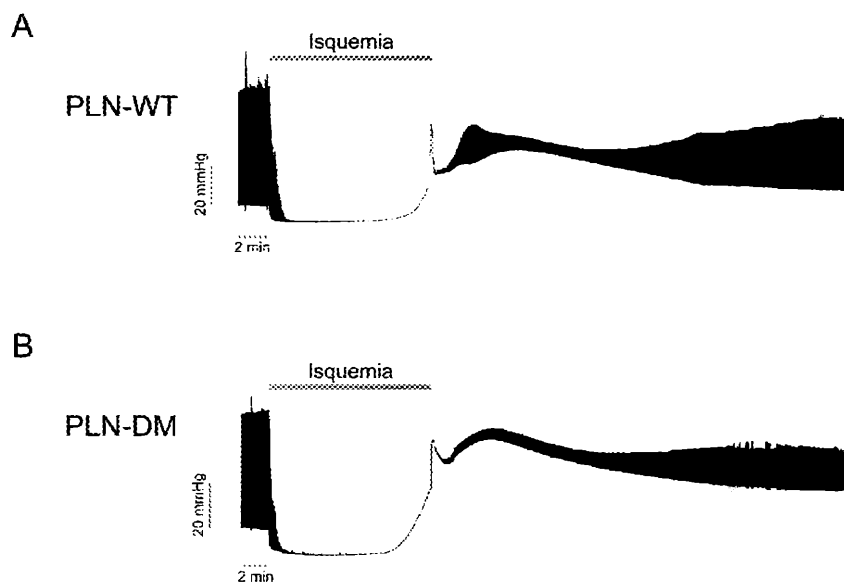 A
Isquemia
PLN-WT
20 mmHg
2 min
B
Isquemia
PLN-DM
20 mmHg
2 min